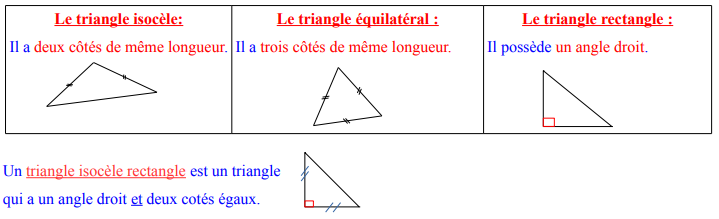 Le triangle isocèle:
Il a deux côtés de même longueur.
Le triangle équilatéral :
Il a trois côtés de même longueur.
Le triangle rectangle :
Il possède un angle droit.
Un triangle isocèle rectangle est un triangle
qui a un angle droit et deux cotés égaux.